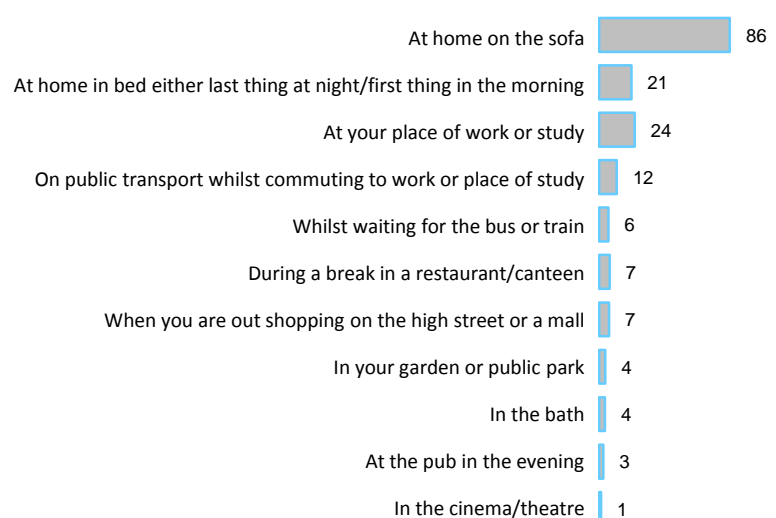 At home on the sofa 86
At home in bed either last thing at night/first thing in the morning 21
At your place of work or study 24
On public transport whilst commuting to work or place of study 12
Whilst waiting for the bus or train 6
During a break in a restaurant/canteen 7
When you are out shopping on the high street or a mall 7
In your garden or public park 4
In the bath 4
At the pub in the evening 3
In the cinema/theatre 1